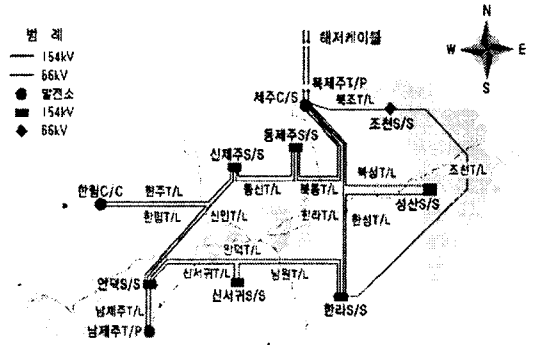 범 례
154kV
66kV
발전소
154kV
66kV
N
W
E
S
해저케이블
북제주T/P
제주C/S
북조T/L
조천S/S
동제주S/S
신제주S/S
조천T/L
북성T/L
성산S/S
한림C/C
한주T/L
동신T/L
북동T/L
한림T/L
신안T/L
한라T/L
한성T/L
안덕T/L
안덕S/S
신서귀T/L
남원T/L
신서귀S/S
한라S/S
남제주T/L
남제주T/P